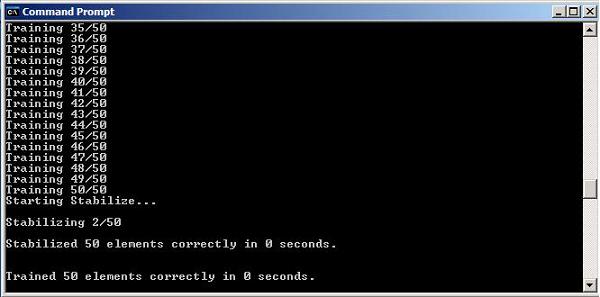 Command Prompt
Training 35/50
Training 36/50
Training 37/50
Training 38/50
Training 39/50
Training 40/50
Training 41/50
Training 42/50
Training 43/50
Training 44/50
Training 45/50
Training 46/50
Training 47/50
Training 48/50
Training 49/50
Training 50/50
Starting Stabilize...
Stabilizing 2/50
Stabilized 50 elements correctly in 0 seconds.
Trained 50 elements correctly in 0 seconds.